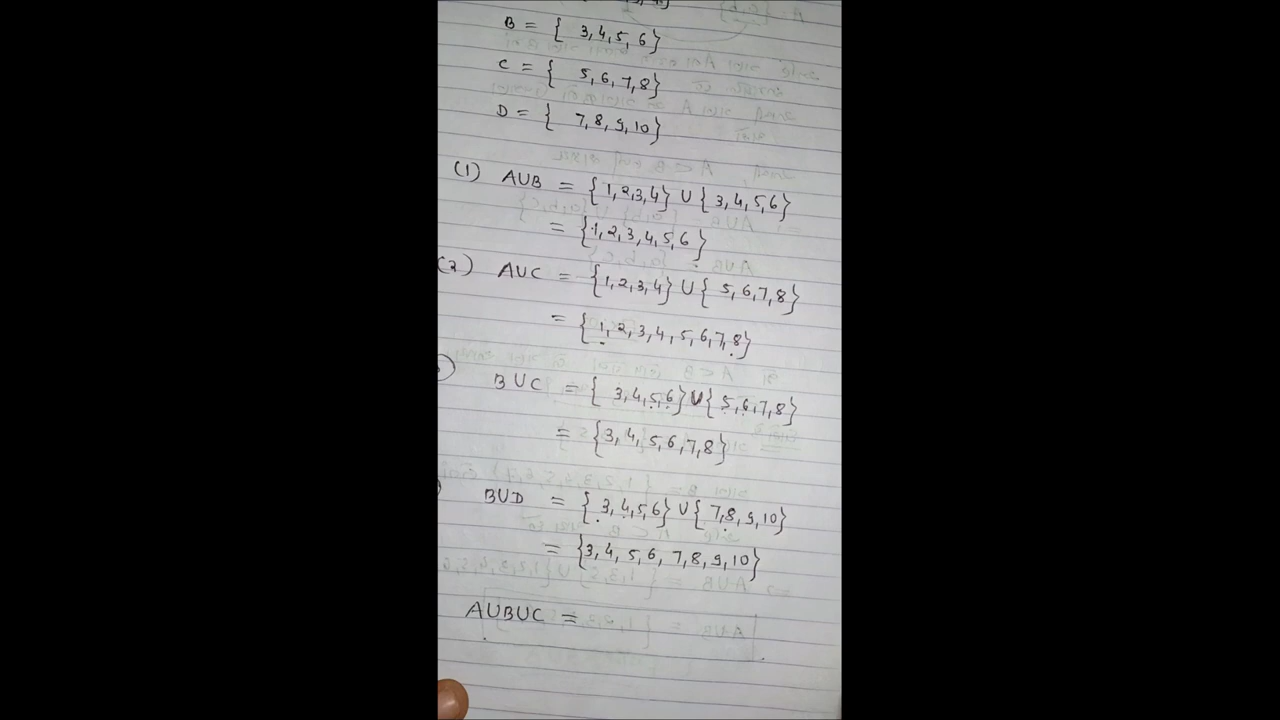 B = { 3,4,5,6}
C = { 5,6,7,8}
D = { 7,8,9,10}
(1) AUB = {1,2,3,4} U { 3,4,5,6}
= {1,2,3,4,5,6}
(2) AUC = {1,2,3,4} U { 5,6,7,8}
= {1,2,3,4,5,6,7,8}
BUC = { 3,4,5,6} U { 5,6,7,8}
= {3,4,5,6,7,8}
BUD = { 3,4,5,6} U { 7,8,9,10}
= {3,4,5,6,7,8,9,10}
AUBUC =